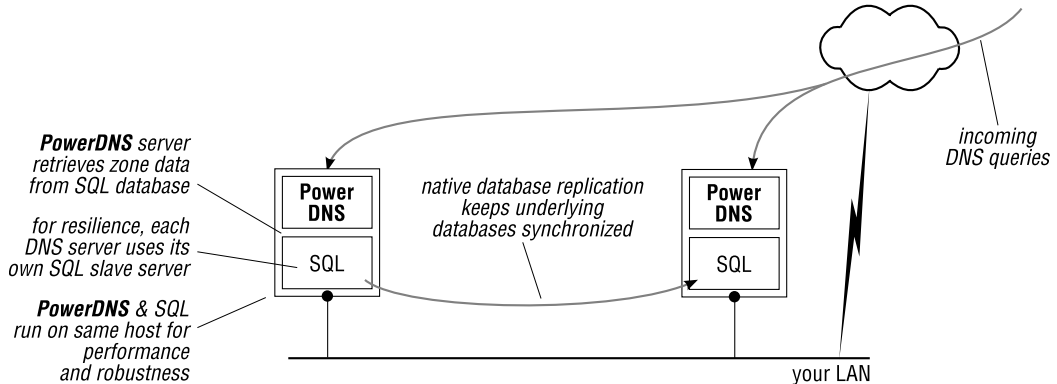 incoming
DNS queries
PowerDNS server
retrieves zone data
from SQL database
for resilience, each
DNS server uses its
own SQL slave server
PowerDNS & SQL
run on same host for
performance
and robustness
Power
DNS
SQL
native database replication
keeps underlying
databases synchronized
Power
DNS
SQL
your LAN